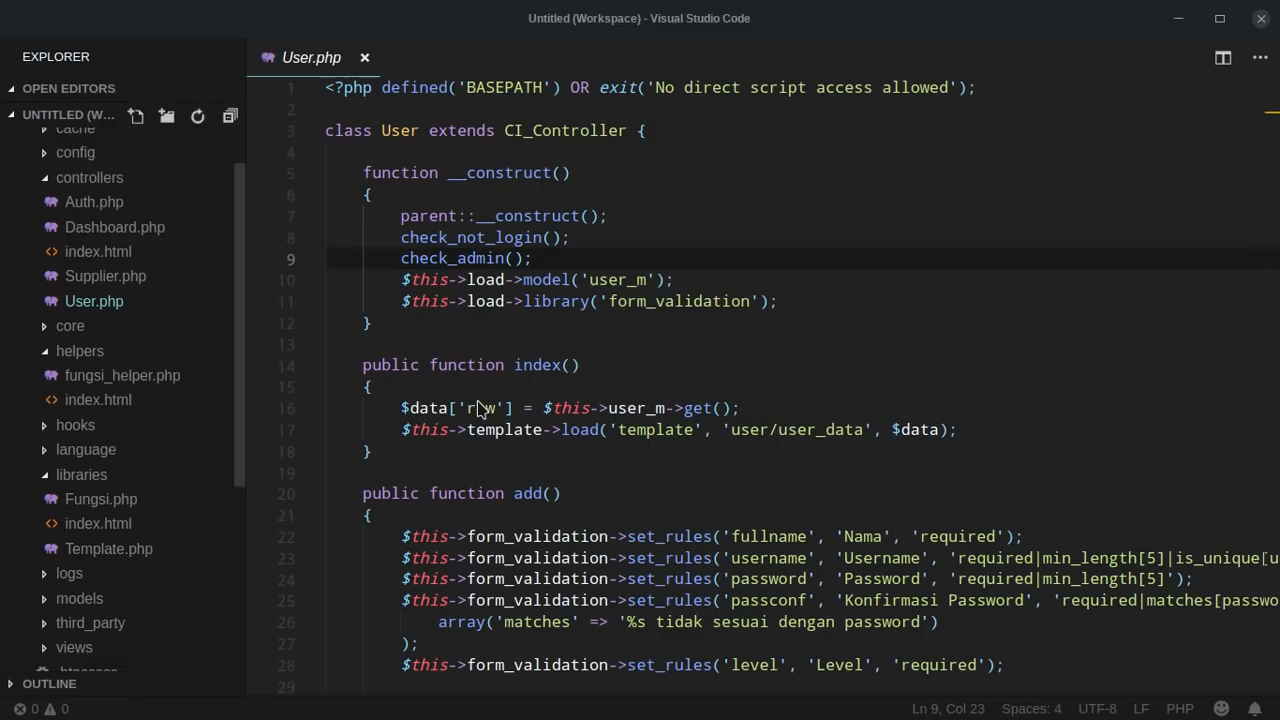 Untitled (Workspace) - Visual Studio Code
EXPLORER
OPEN EDITORS
UNTITLED (W...
cache
config
controllers
Auth.php
Dashboard.php
index.html
Supplier.php
User.php
core
helpers
fungsi_helper.php
index.html
hooks
language
libraries
Fungsi.php
index.html
Template.php
logs
models
third_party
views
.htaccess
OUTLINE
User.php
1 <?php defined('BASEPATH') OR exit('No direct script access allowed');
2
3 class User extends CI_Controller {
4
5 function __construct()
6 {
7 parent::__construct();
8 check_not_login();
9 check_admin();
10 $this->load->model('user_m');
11 $this->load->library('form_validation');
12 }
13
14 public function index()
15 {
16 $data['row'] = $this->user_m->get();
17 $this->template->load('template', 'user/user_data', $data);
18 }
19
20 public function add()
21 {
22 $this->form_validation->set_rules('fullname', 'Nama', 'required');
23 $this->form_validation->set_rules('username', 'Username', 'required|min_length[5]|is_unique[u
24 $this->form_validation->set_rules('password', 'Password', 'required|min_length[5]');
25 $this->form_validation->set_rules('passconf', 'Konfirmasi Password', 'required|matches[passwo
26 array('matches' => '%s tidak sesuai dengan password')
27 );
28 $this->form_validation->set_rules('level', 'Level', 'required');
29
0 0
Ln 9, Col 23 Spaces: 4 UTF-8 LF PHP